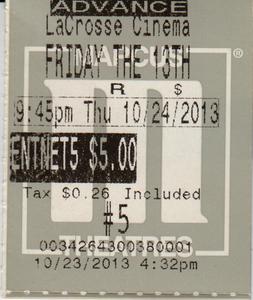 ADVANCE
LaCrosse Cinema
MARCUS
FRIDAY THE 13TH
®
R $
9:45pm Thu 10/24/2013
ENTNET5 $5.00
Tax $0.26 Included
#5
THEATRES
0034264300380001
10/23/2013 4:32pm